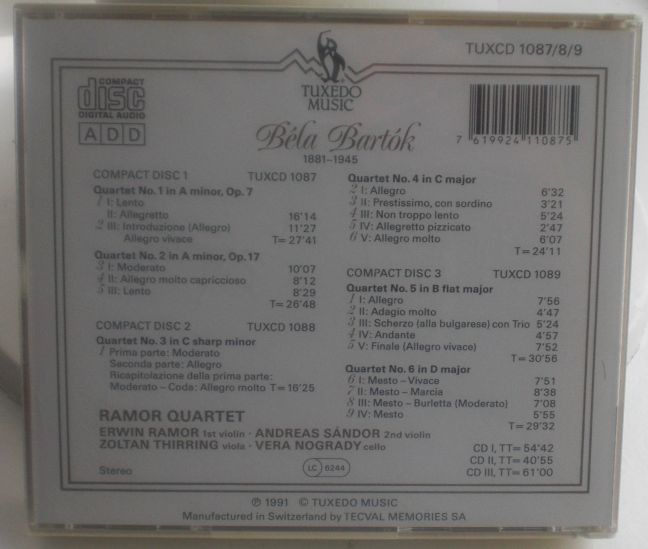 TUXCD 1087/8/9
COMPACT
disc
DIGITAL AUDIO
ADD
TUXEDO
MUSIC
7 619924 110875
Béla Bartók
1881–1945
COMPACT DISC 1 TUXCD 1087
Quartet No. 1 in A minor, Op. 7
1 I: Lento
II: Allegretto 16'14
2 III: Introduzione (Allegro) 11'27
Allegro vivace T= 27'41
Quartet No. 2 in A minor, Op. 17
3 I: Moderato 10'07
4 II: Allegro molto capriccioso 8'12
5 III: Lento 8'29
T= 26'48
COMPACT DISC 2 TUXCD 1088
Quartet No. 3 in C sharp minor
1 Prima parte: Moderato
Seconda parte: Allegro
Ricapitolazione della prima parte:
Moderato – Coda: Allegro molto T= 16'25
Quartet No. 4 in C major
2 I: Allegro 6'32
3 II: Prestissimo, con sordino 3'21
4 III: Non troppo lento 5'24
5 IV: Allegretto pizzicato 2'47
6 V: Allegro molto 6'07
T= 24'11
COMPACT DISC 3 TUXCD 1089
Quartet No. 5 in B flat major
1 I: Allegro 7'56
2 II: Adagio molto 4'47
3 III: Scherzo (alla bulgarese) con Trio 5'24
4 IV: Andante 4'57
5 V: Finale (Allegro vivace) 7'52
T= 30'56
Quartet No. 6 in D major
6 I: Mesto – Vivace 7'51
7 II: Mesto – Marcia 8'38
8 III: Mesto – Burletta (Moderato) 7'08
9 IV: Mesto 5'55
T= 29'32
RAMOR QUARTET
ERWIN RAMOR 1st violin · ANDREAS SÁNDOR 2nd violin
ZOLTAN THIRRING viola · VERA NOGRADY cello
CD I, TT= 54'42
CD II, TT= 40'55
CD III, TT= 61'00
Stereo
LC 6244
℗ 1991 © TUXEDO MUSIC
Manufactured in Switzerland by TECVAL MEMORIES SA